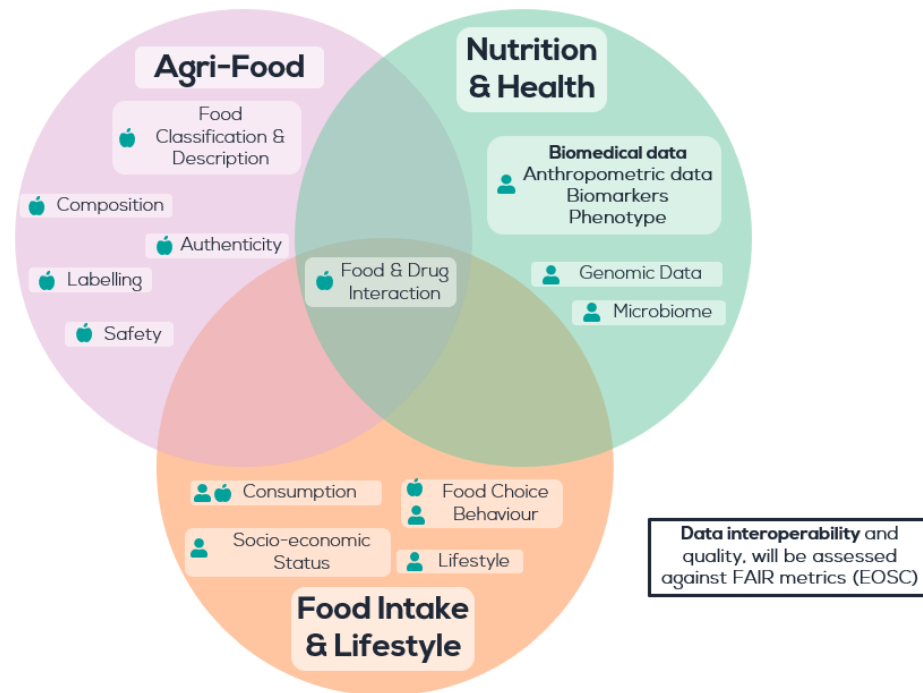 Agri-Food
Food
Classification &
Description
Composition
Authenticity
Labelling
Safety
Nutrition
& Health
Biomedical data
Anthropometric data
Biomarkers
Phenotype
Genomic Data
Microbiome
Food & Drug
Interaction
Consumption
Food Choice
Behaviour
Socio-economic
Status
Lifestyle
Food Intake
& Lifestyle
Data interoperability and
quality, will be assessed
against FAIR metrics (EOSC)